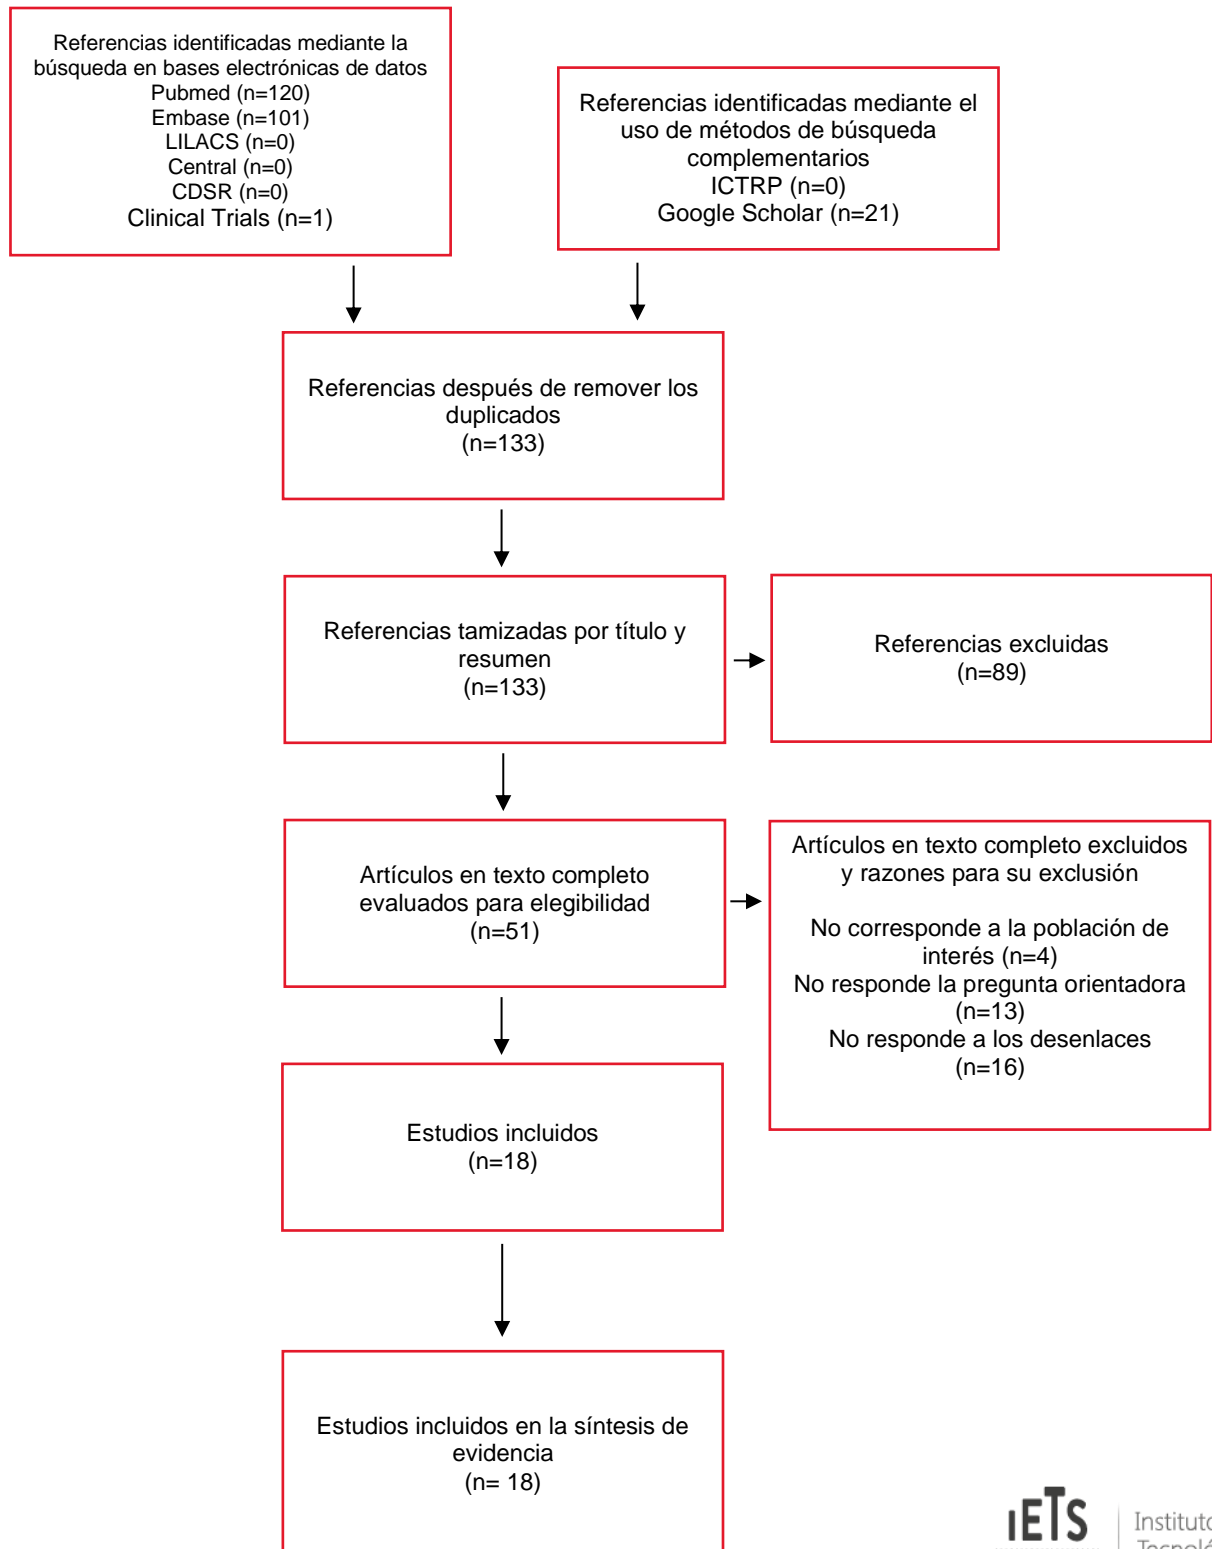 Referencias identificadas mediante la
búsqueda en bases electrónicas de datos
Pubmed (n=120)
Embase (n=101)
LILACS (n=0)
Central (n=0)
CDSR (n=0)
Clinical Trials (n=1)
Referencias identificadas mediante el
uso de métodos de búsqueda
complementarios
ICTRP (n=0)
Google Scholar (n=21)
Referencias después de remover los
duplicados
(n=133)
Referencias tamizadas por título y
resumen
(n=133)
Referencias excluidas
(n=89)
Artículos en texto completo
evaluados para elegibilidad
(n=51)
Artículos en texto completo excluidos
y razones para su exclusión
No corresponde a la población de
interés (n=4)
No responde la pregunta orientadora
(n=13)
No responde a los desenlaces
(n=16)
Estudios incluidos
(n=18)
Estudios incluidos en la síntesis de
evidencia
(n= 18)
IETS
Instituto